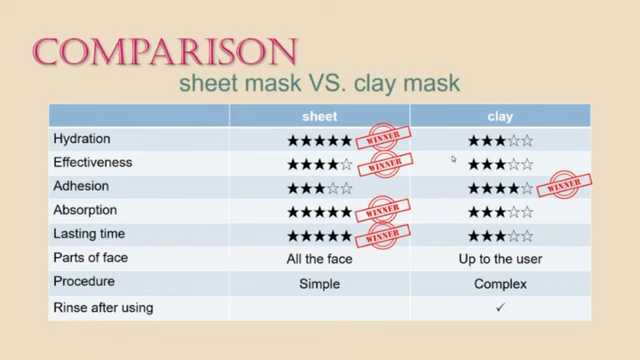 COMPARISON
sheet mask VS. clay mask
sheet clay
Hydration ★★★★★ WINNER ★★★☆☆
Effectiveness ★★★★☆ WINNER ★★★☆☆
Adhesion ★★★☆☆ ★★★★☆ WINNER
Absorption ★★★★★ WINNER ★★★☆☆
Lasting time ★★★★★ WINNER ★★★☆☆
Parts of face All the face Up to the user
Procedure Simple Complex
Rinse after using ✓